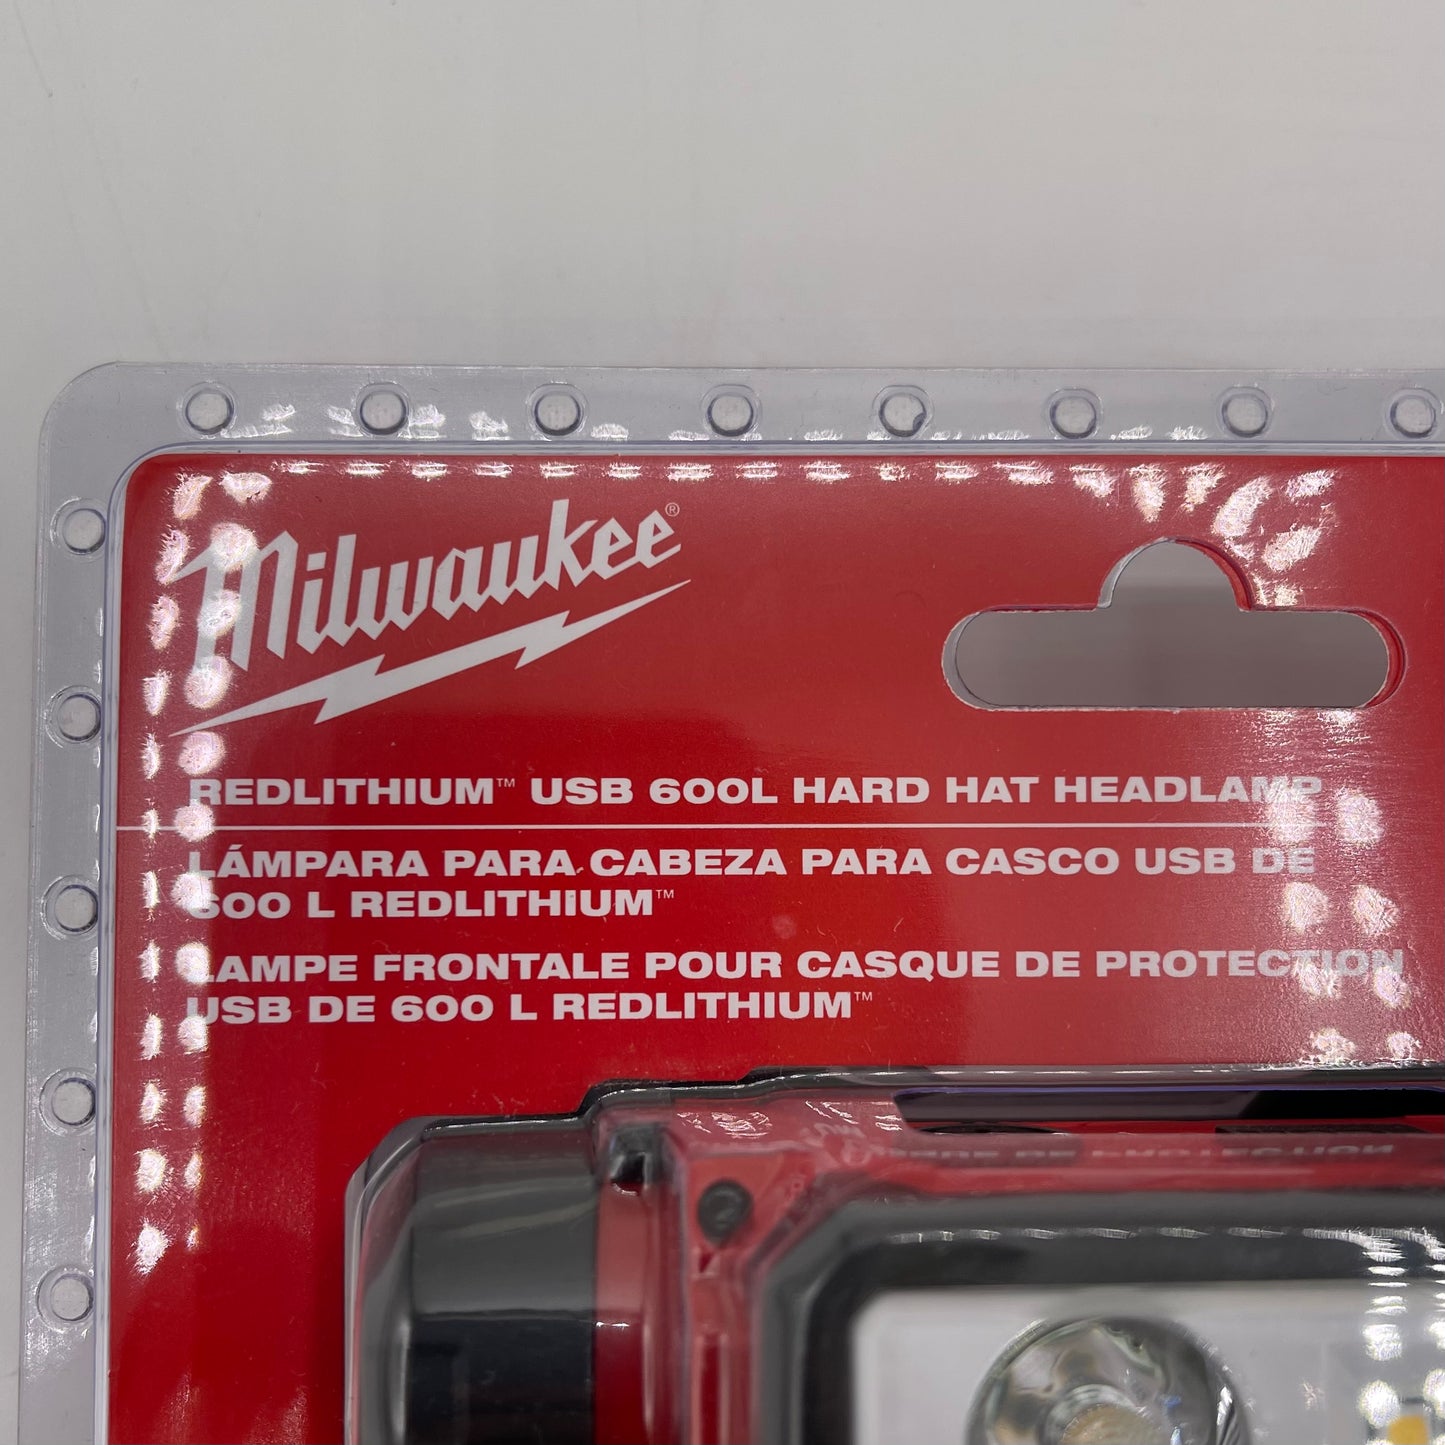 Milwaukee®
REDLITHIUM™ USB 600L HARD HAT HEADLAMP
LÁMPARA PARA CABEZA PARA CASCO USB DE
600 L REDLITHIUM™
LAMPE FRONTALE POUR CASQUE DE PROTECTION
USB DE 600 L REDLITHIUM™